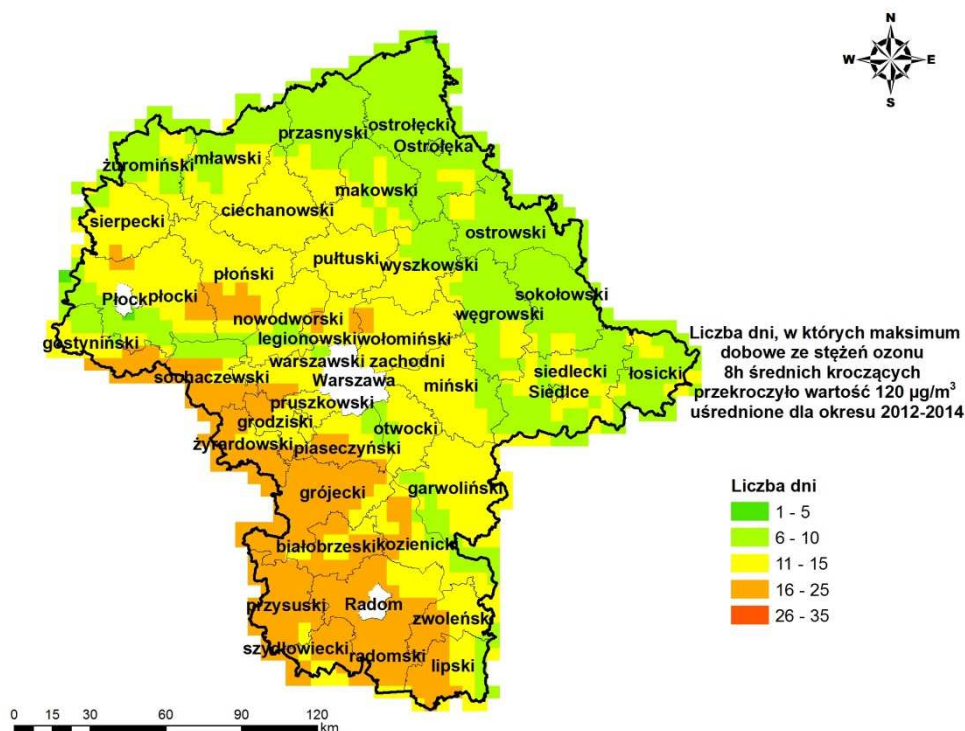 N
W E
S
ostrołęcki
przasnyski
Ostrołęka
mławski
żuromiński
makowski
ciechanowski
sierpecki
ostrowski
pułtuski
wyszkowski
płoński
sokołowski
Płock płocki
węgrowski
nowodworski
legionowski wołomiński
gostyniński
warszawski zachodni
siedlecki
sochaczewski
Warszawa
miński
łosicki
Siedlce
pruszkowski
grodziski
otwocki
żyrardowski piaseczyński
grójecki
garwoliński
białobrzeski kozienicki
przysuski
Radom
zwoleński
szydłowiecki
radomski
lipski
Liczba dni, w których maksimum
dobowe ze stężeń ozonu
8h średnich kroczących
przekroczyło wartość 120 µg/m³
uśrednione dla okresu 2012-2014
Liczba dni
1 - 5
6 - 10
11 - 15
16 - 25
26 - 35
0 15 30 60 90 120
km